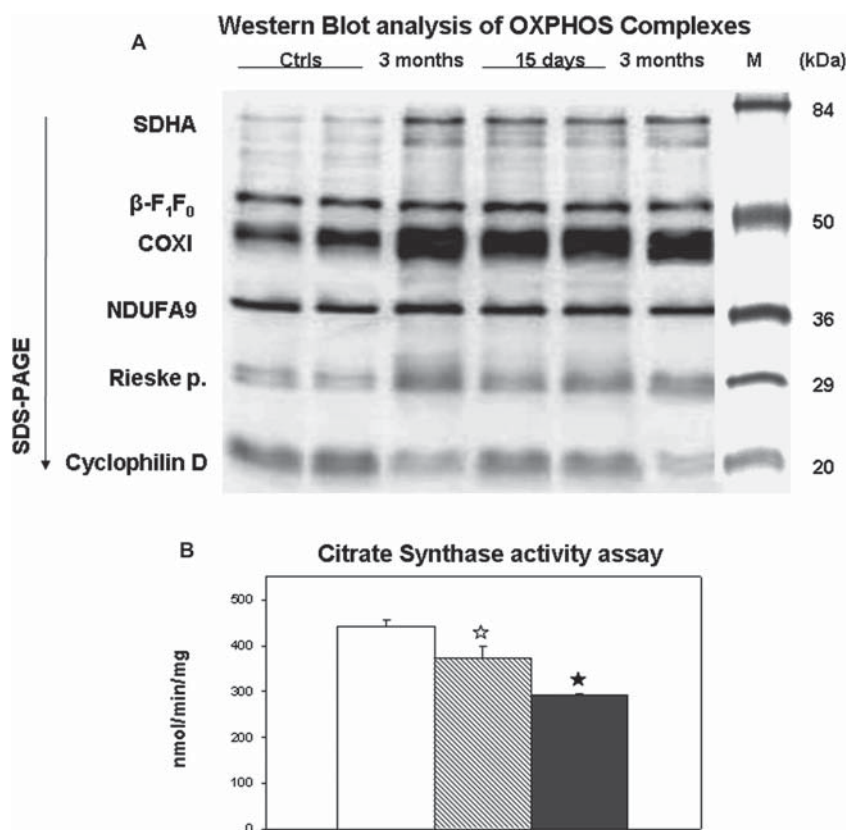 Western Blot analysis of OXPHOS Complexes
A
Ctrls 3 months 15 days 3 months M (kDa)
SDHA 84
β-F₁F₀ 50
COXI
NDUFA9 36
Rieske p. 29
Cyclophilin D 20
SDS-PAGE
B Citrate Synthase activity assay
500
400
300
200
100
0
nmol/min/mg